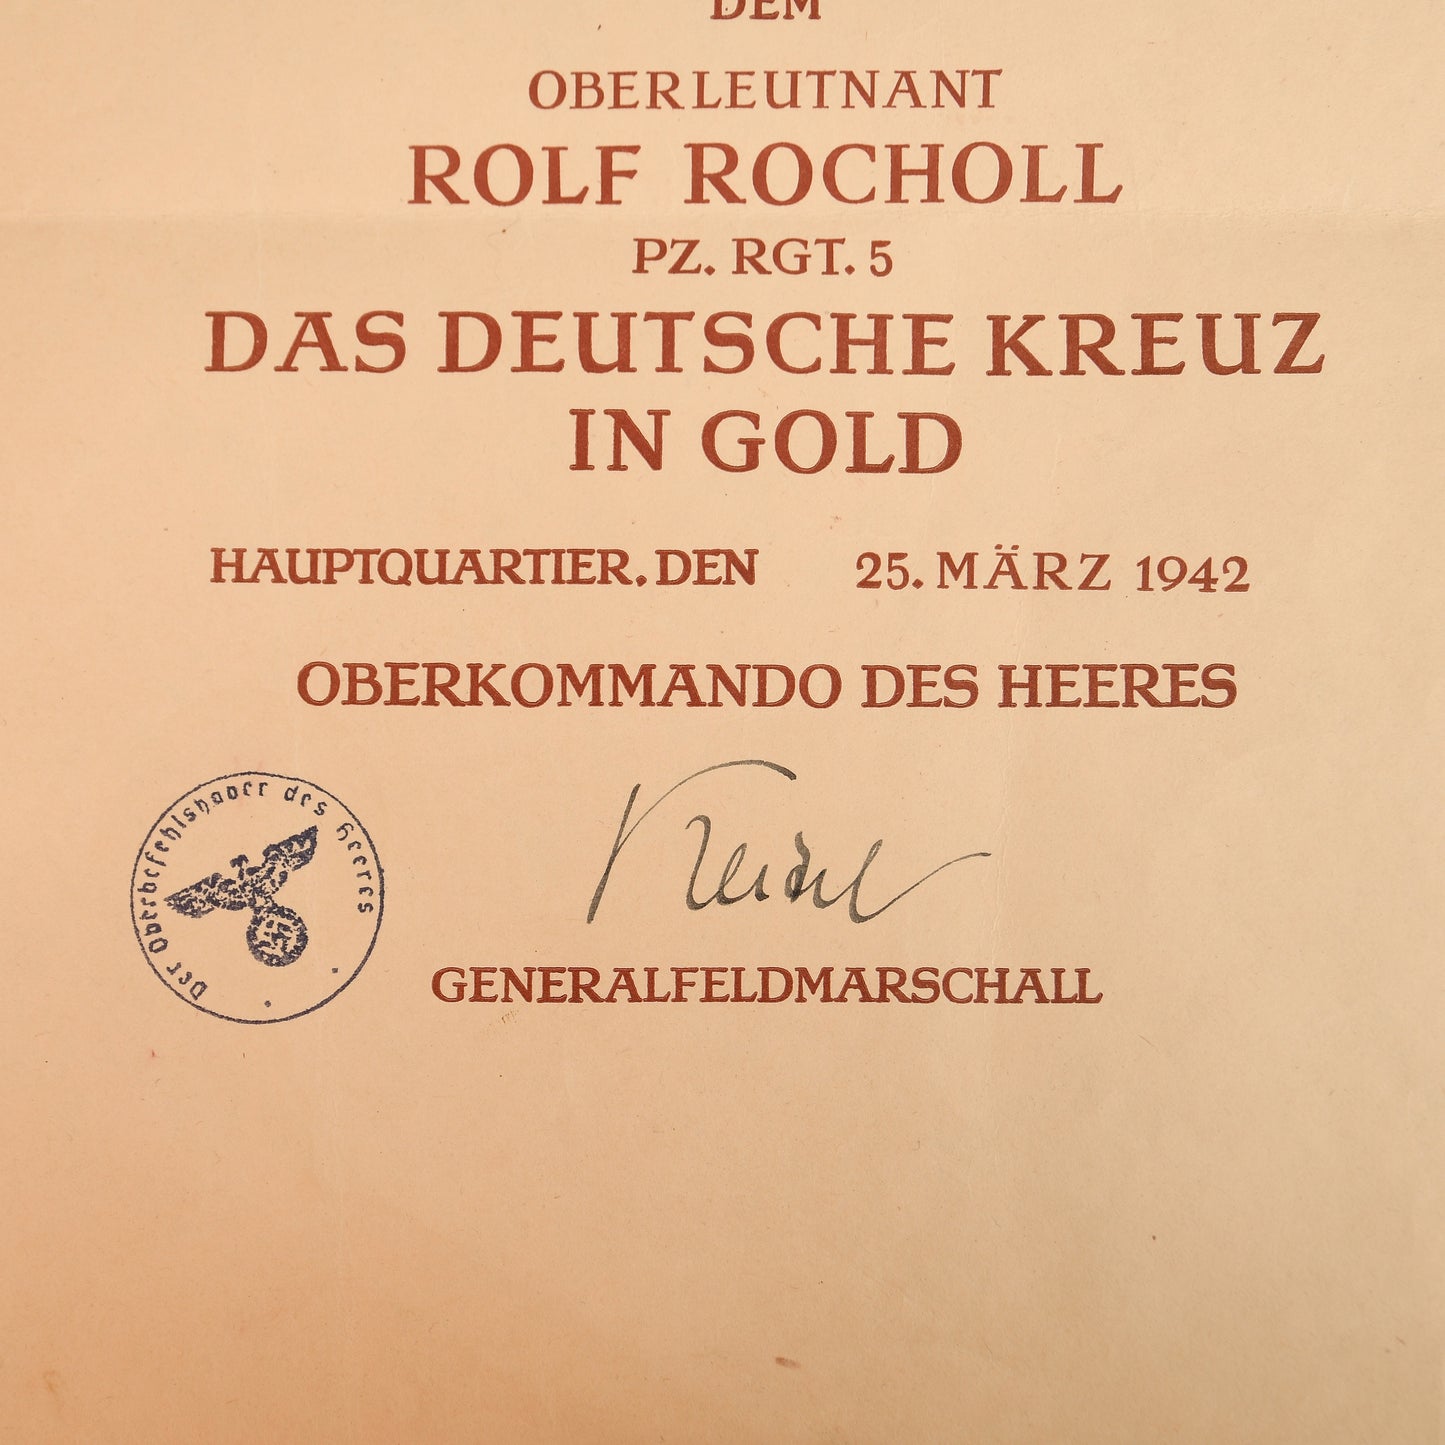 DEM
OBERLEUTNANT
ROLF ROCHOLL
PZ. RGT. 5
DAS DEUTSCHE KREUZ
IN GOLD
HAUPTQUARTIER, DEN 25. MÄRZ 1942
OBERKOMMANDO DES HEERES
Der Oberbefehlshaber des Heeres
Keitel
GENERALFELDMARSCHALL